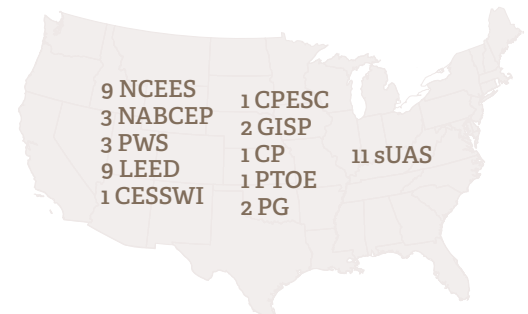 9 NCEES
3 NABCEP
3 PWS
9 LEED
1 CESSWI
1 CPESC
2 GISP
1 CP
1 PTOE
2 PG
11 sUAS